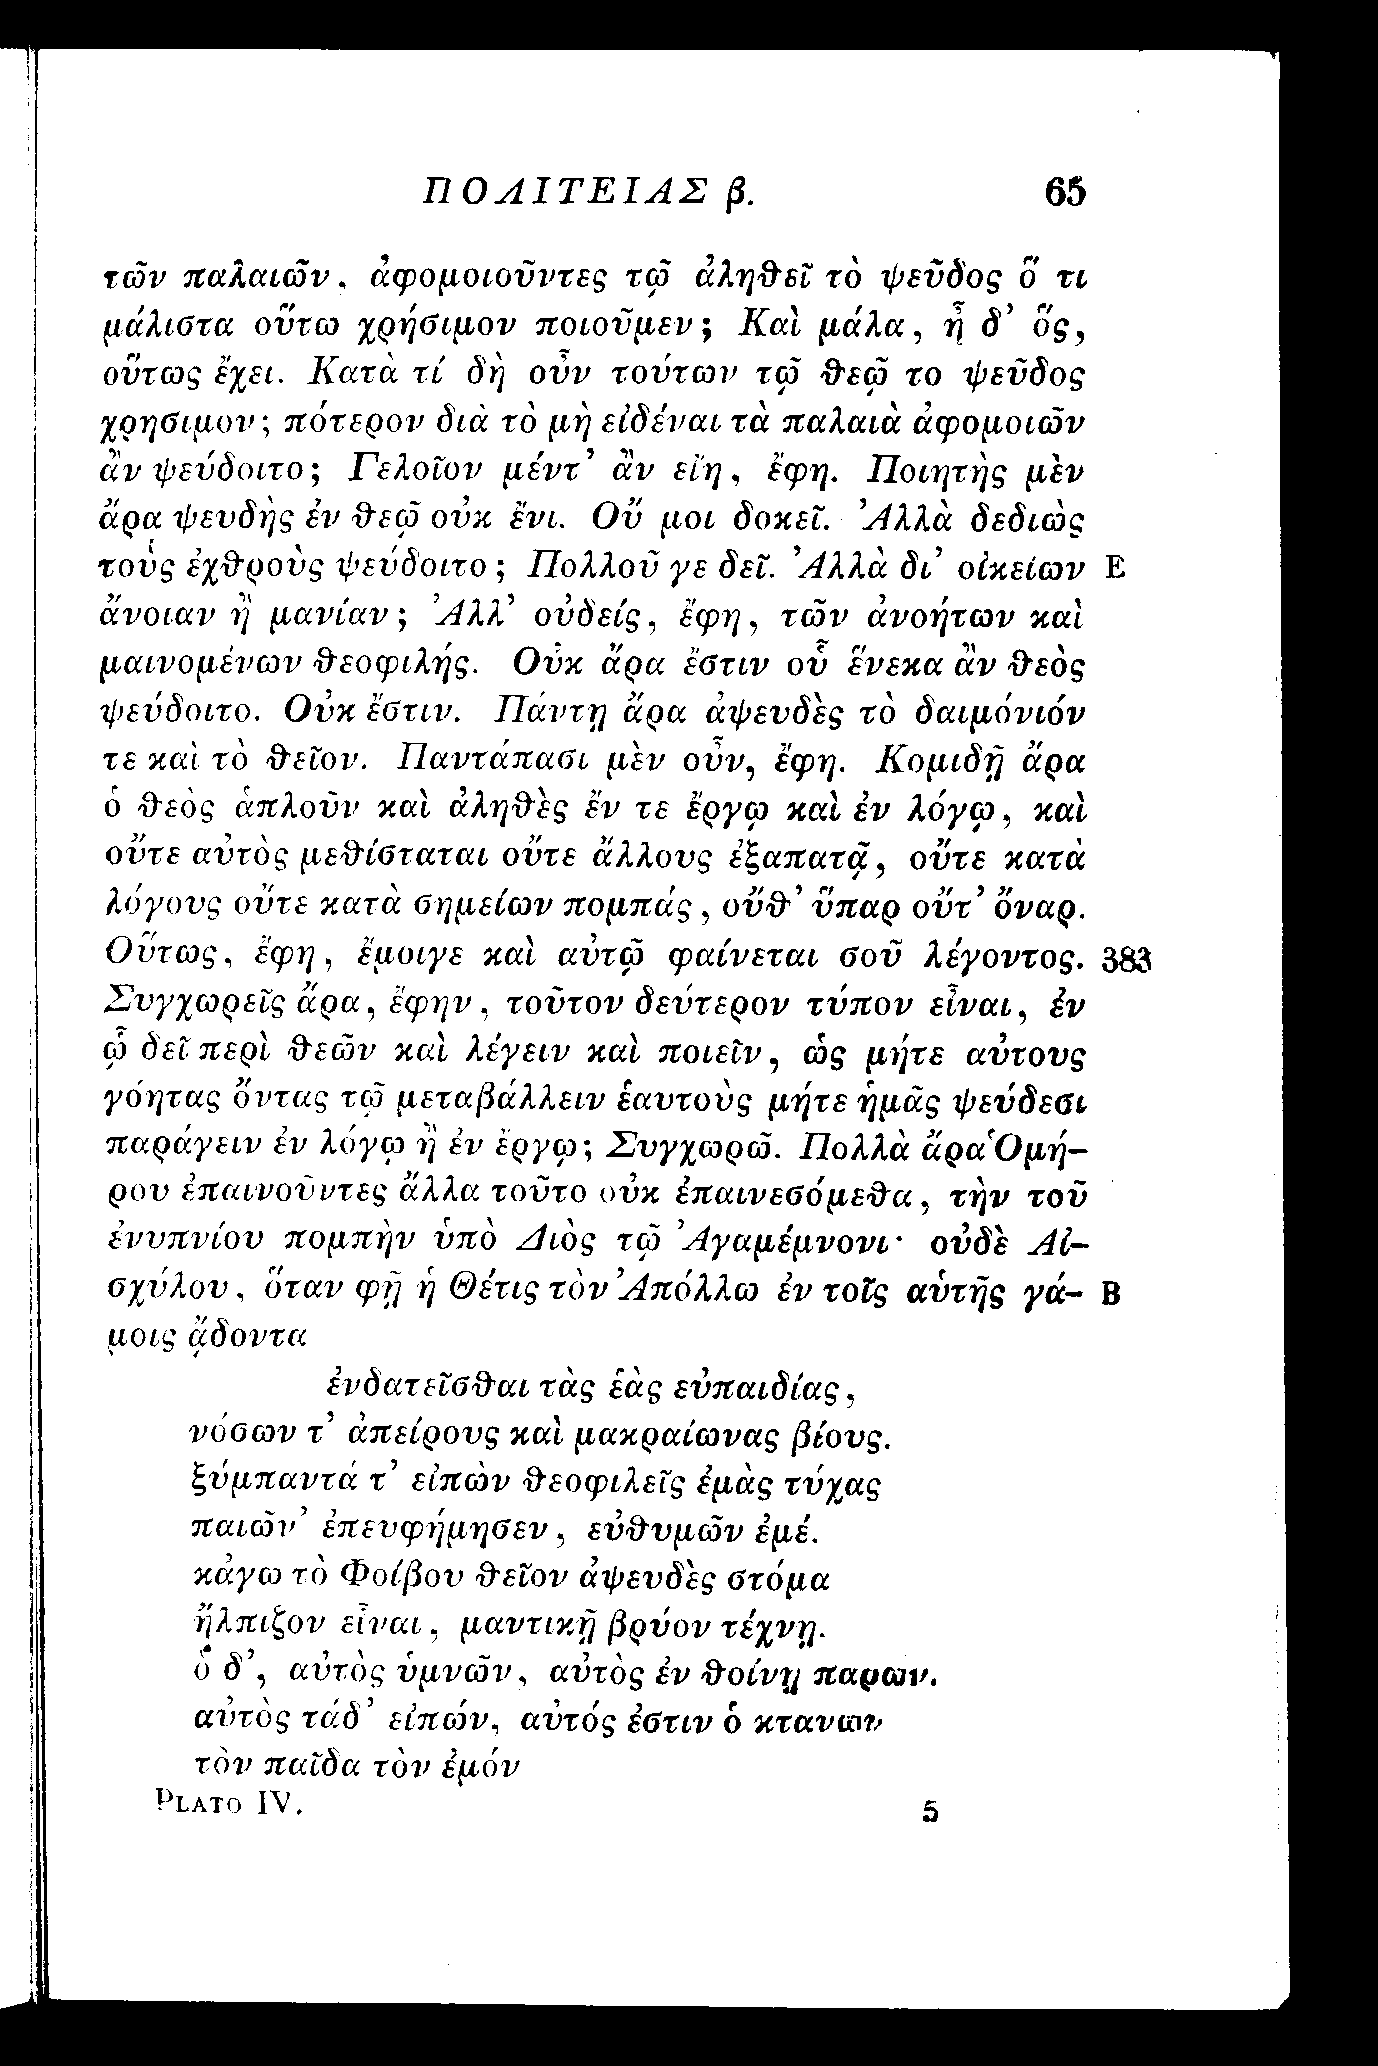 ΠΟΛΙΤΕΙΑΣ β. 65
τῶν παλαιῶν, ἀφομοιοῦντες τῷ ἀληθεῖ τὸ ψεῦδος ὅ τι
μάλιστα οὕτω χρήσιμον ποιοῦμεν; Καὶ μάλα, ἦ δ’ ὅς,
οὕτως ἔχει. Κατὰ τί δὴ οὖν τούτων τῷ θεῷ το ψεῦδος
χρησιμον; πότερον διὰ τὸ μὴ εἰδέναι τὰ παλαιὰ ἀφομοιῶν
ἂν ψεύδοιτο; Γελοῖον μέντ’ ἂν εἴη, ἔφη. Ποιητὴς μὲν
ἄρα ψευδὴς ἐν θεῷ οὐκ ἔνι. Οὔ μοι δοκεῖ. Ἀλλὰ δεδιὼς
τοὺς ἐχθροὺς ψεύδοιτο; Πολλοῦ γε δεῖ. Ἀλλὰ δι’ οἰκείων E
ἄνοιαν ἢ μανίαν; Ἀλλ’ οὐδείς, ἔφη, τῶν ἀνοήτων καὶ
μαινομένων θεοφιλής. Οὐκ ἄρα ἔστιν οὗ ἕνεκα ἂν θεὸς
ψεύδοιτο. Οὐκ ἔστιν. Πάντῃ ἄρα ἀψευδὲς τὸ δαιμόνιόν
τε καὶ τὸ θεῖον. Παντάπασι μὲν οὖν, ἔφη. Κομιδῇ ἄρα
ὁ θεὸς ἁπλοῦν καὶ ἀληθὲς ἔν τε ἔργῳ καὶ ἐν λόγῳ, καὶ
οὔτε αὐτὸς μεθίσταται οὔτε ἄλλους ἐξαπατᾷ, οὔτε κατὰ
λόγους οὔτε κατὰ σημείων πομπάς, οὔθ’ ὕπαρ οὔτ’ ὄναρ.
Οὕτως, ἔφη, ἔμοιγε καὶ αὐτῷ φαίνεται σοῦ λέγοντος. 383
Συγχωρεῖς ἄρα, ἔφην, τοῦτον δεύτερον τύπον εἶναι, ἐν
ᾧ δεῖ περὶ θεῶν καὶ λέγειν καὶ ποιεῖν, ὡς μήτε αὐτους
γόητας ὄντας τῷ μεταβάλλειν ἑαυτοὺς μήτε ἡμᾶς ψεύδεσι
παράγειν ἐν λόγῳ ἢ ἐν ἔργῳ; Συγχωρῶ. Πολλὰ ἄρα Ὁμή-
ρου ἐπαινοῦντες ἄλλα τοῦτο οὐκ ἐπαινεσόμεθα, τὴν τοῦ
ἐνυπνίου πομπὴν ὑπὸ Διὸς τῷ Ἀγαμέμνονι· οὐδὲ Αἰ-
σχύλου, ὅταν φῇ ἡ Θέτις τὸν Ἀπόλλω ἐν τοῖς αὑτῆς γά- B
μοις ᾄδοντα
ἐνδατεῖσθαι τὰς ἑὰς εὐπαιδίας,
νόσων τ’ ἀπείρους καὶ μακραίωνας βίους.
ξύμπαντά τ’ εἰπὼν θεοφιλεῖς ἐμὰς τύχας
παιῶν’ ἐπευφήμησεν, εὐθυμῶν ἐμέ.
κἀγω τὸ Φοίβου θεῖον ἀψευδὲς στόμα
ἤλπιζον εἶναι, μαντικῇ βρύον τέχνῃ.
ὁ δ’, αὐτὸς ὑμνῶν, αὐτὸς ἐν θοίνῃ παρων.
αὐτὸς τάδ’ εἰπών, αὐτός ἐστιν ὁ κτανων
τὸν παῖδα τὸν ἐμόν
PLATO IV. 5